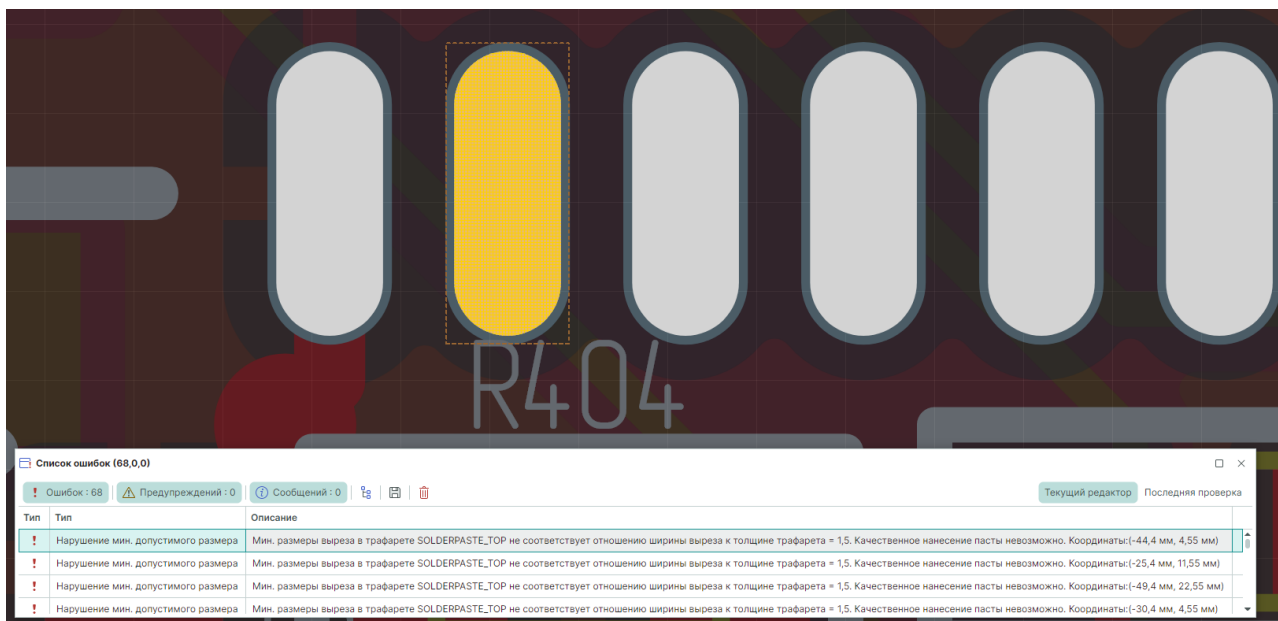 R404
Список ошибок (68,0,0)
Ошибок : 68 Предупреждений : 0 Сообщений : 0 Текущий редактор Последняя проверка
Тип Тип Описание
Нарушение мин. допустимого размера Мин. размеры выреза в трафарете SOLDERPASTE_TOP не соответствует отношению ширины выреза к толщине трафарета = 1,5. Качественное нанесение пасты невозможно. Координаты:(-44,4 мм, 4,55 мм)
Нарушение мин. допустимого размера Мин. размеры выреза в трафарете SOLDERPASTE_TOP не соответствует отношению ширины выреза к толщине трафарета = 1,5. Качественное нанесение пасты невозможно. Координаты:(-25,4 мм, 11,55 мм)
Нарушение мин. допустимого размера Мин. размеры выреза в трафарете SOLDERPASTE_TOP не соответствует отношению ширины выреза к толщине трафарета = 1,5. Качественное нанесение пасты невозможно. Координаты:(-49,4 мм, 22,55 мм)
Нарушение мин. допустимого размера Мин. размеры выреза в трафарете SOLDERPASTE_TOP не соответствует отношению ширины выреза к толщине трафарета = 1,5. Качественное нанесение пасты невозможно. Координаты:(-30,4 мм, 4,55 мм)